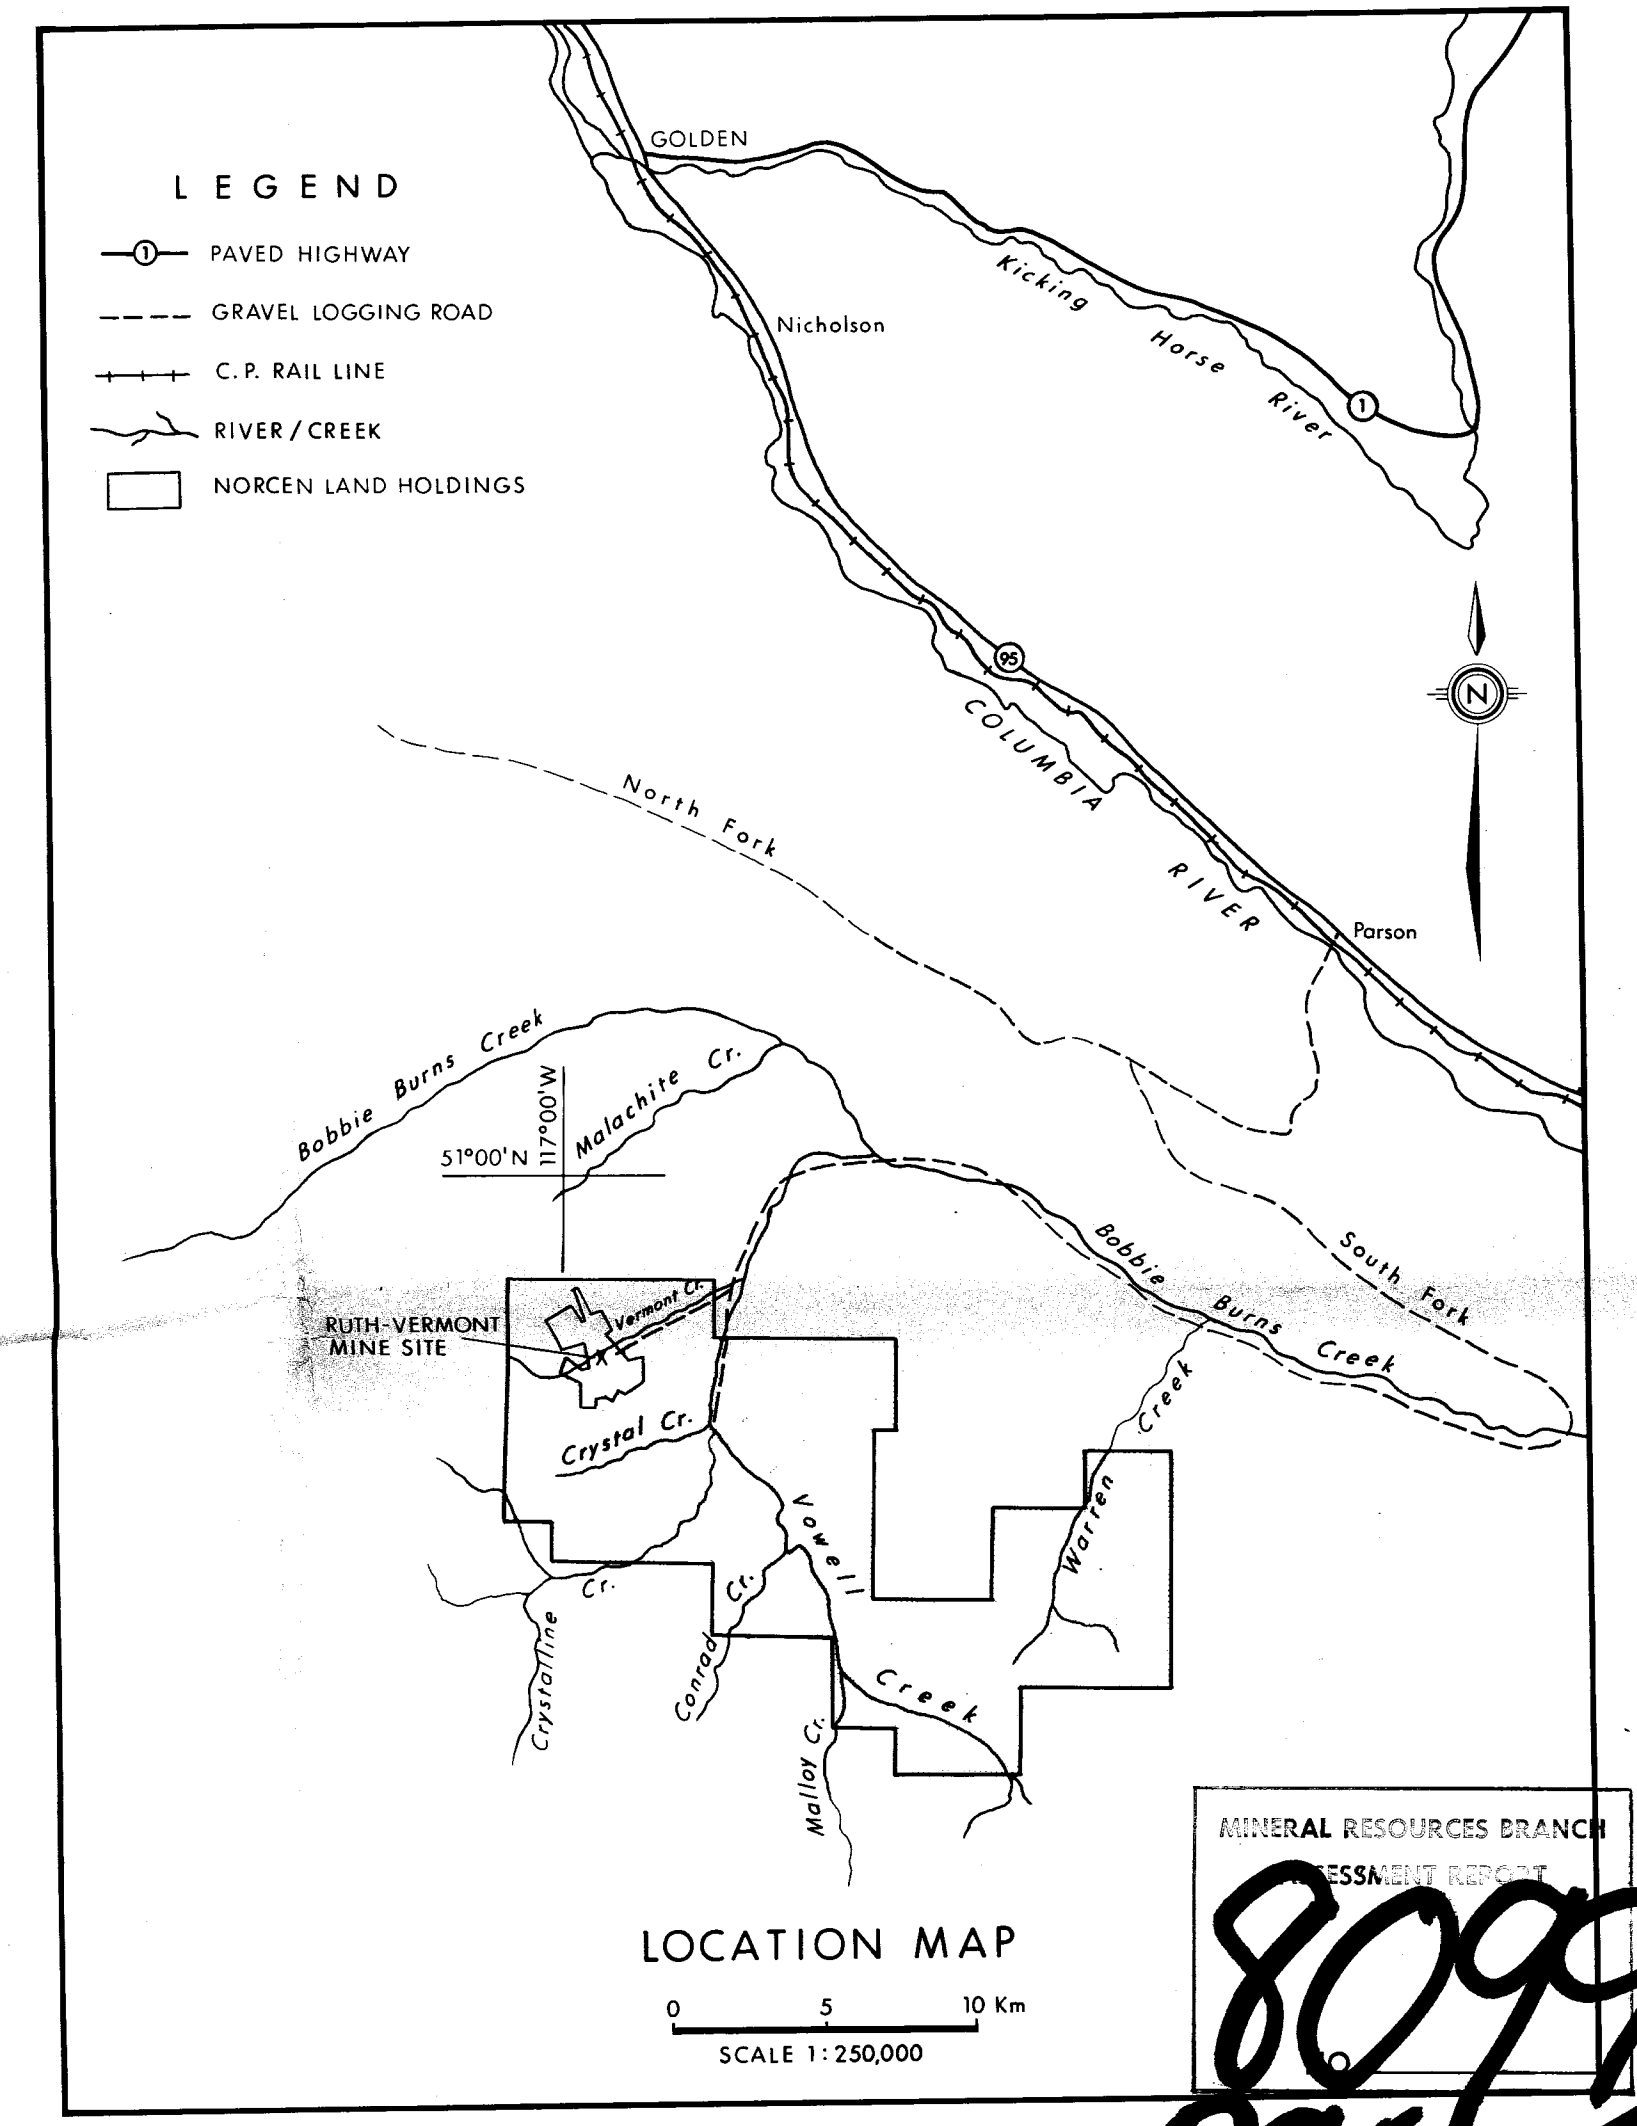 GOLDEN
LEGEND
1 PAVED HIGHWAY
GRAVEL LOGGING ROAD
C.P. RAIL LINE
RIVER/CREEK
NORCEN LAND HOLDINGS
Kicking Horse River
1
Nicholson
95
N
COLUMBIA RIVER
North Fork
Parson
Bobbie Burns Creek
Malachite Cr.
117°00'W
51°00'N
South Fork
Bobbie Burns Creek
Vermont Cr.
RUTH-VERMONT
MINE SITE
X
Crystal Cr.
Warren Creek
Vowell Creek
Crystalline Cr.
Conrad Cr.
Malloy Cr.
MINERAL RESOURCES BRANCH
ASSESSMENT REPORT
809
NO
LOCATION MAP
0 5 10 Km
SCALE 1:250,000